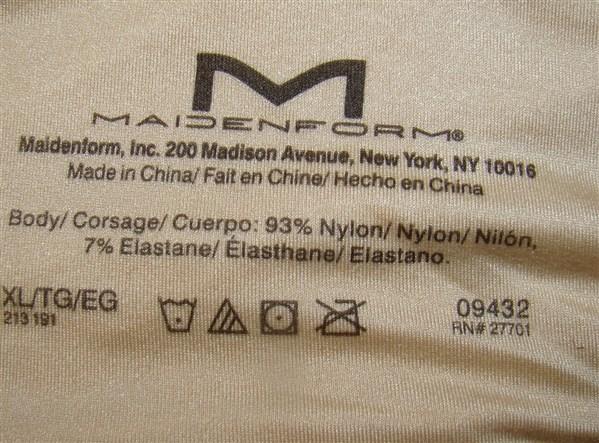 M
MAIDENFORM®
Maidenform, Inc. 200 Madison Avenue, New York, NY 10016
Made in China/ Fait en Chine/ Hecho en China
Body/ Corsage/ Cuerpo: 93% Nylon/ Nylon/ Nilón,
7% Elastane/ Élasthane/ Elastano.
XL/TG/EG 09432
213 191 RN# 27701